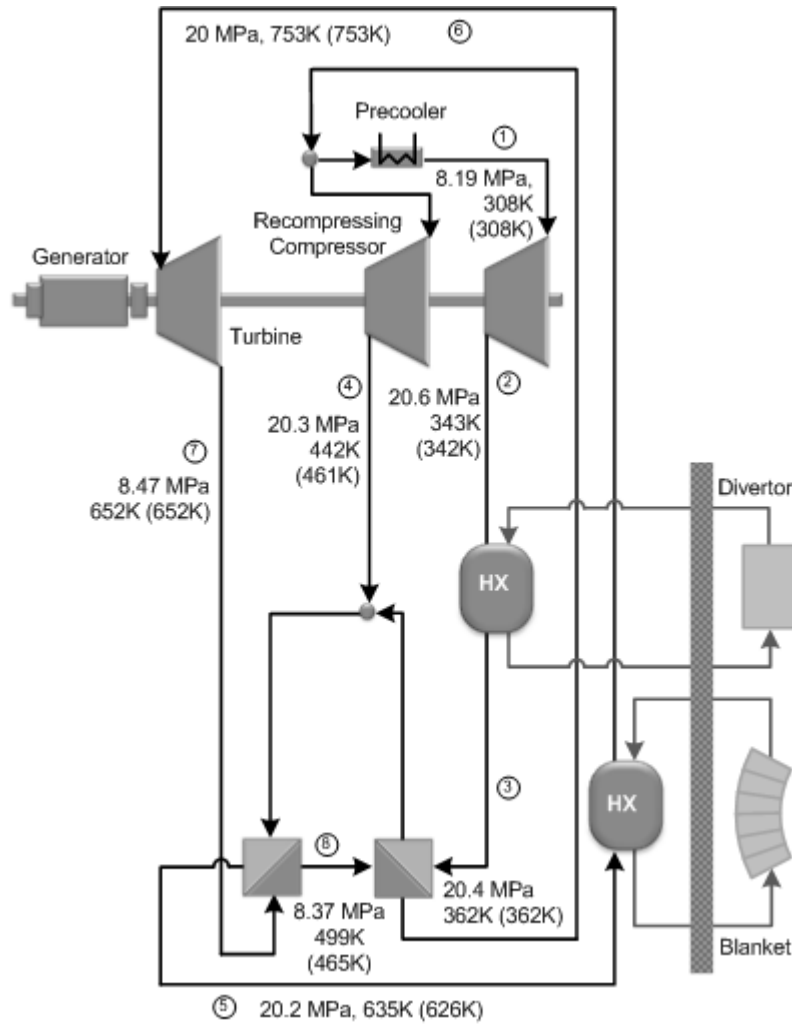 20 MPa, 753K (753K)
6
Precooler
1
8.19 MPa,
308K
(308K)
Recompressing
Compressor
Generator
Turbine
4
2
20.3 MPa
442K
(461K)
20.6 MPa
343K
(342K)
7
8.47 MPa
652K (652K)
Divertor
HX
3
HX
8
20.4 MPa
362K (362K)
8.37 MPa
499K
(465K)
Blanket
5
20.2 MPa, 635K (626K)